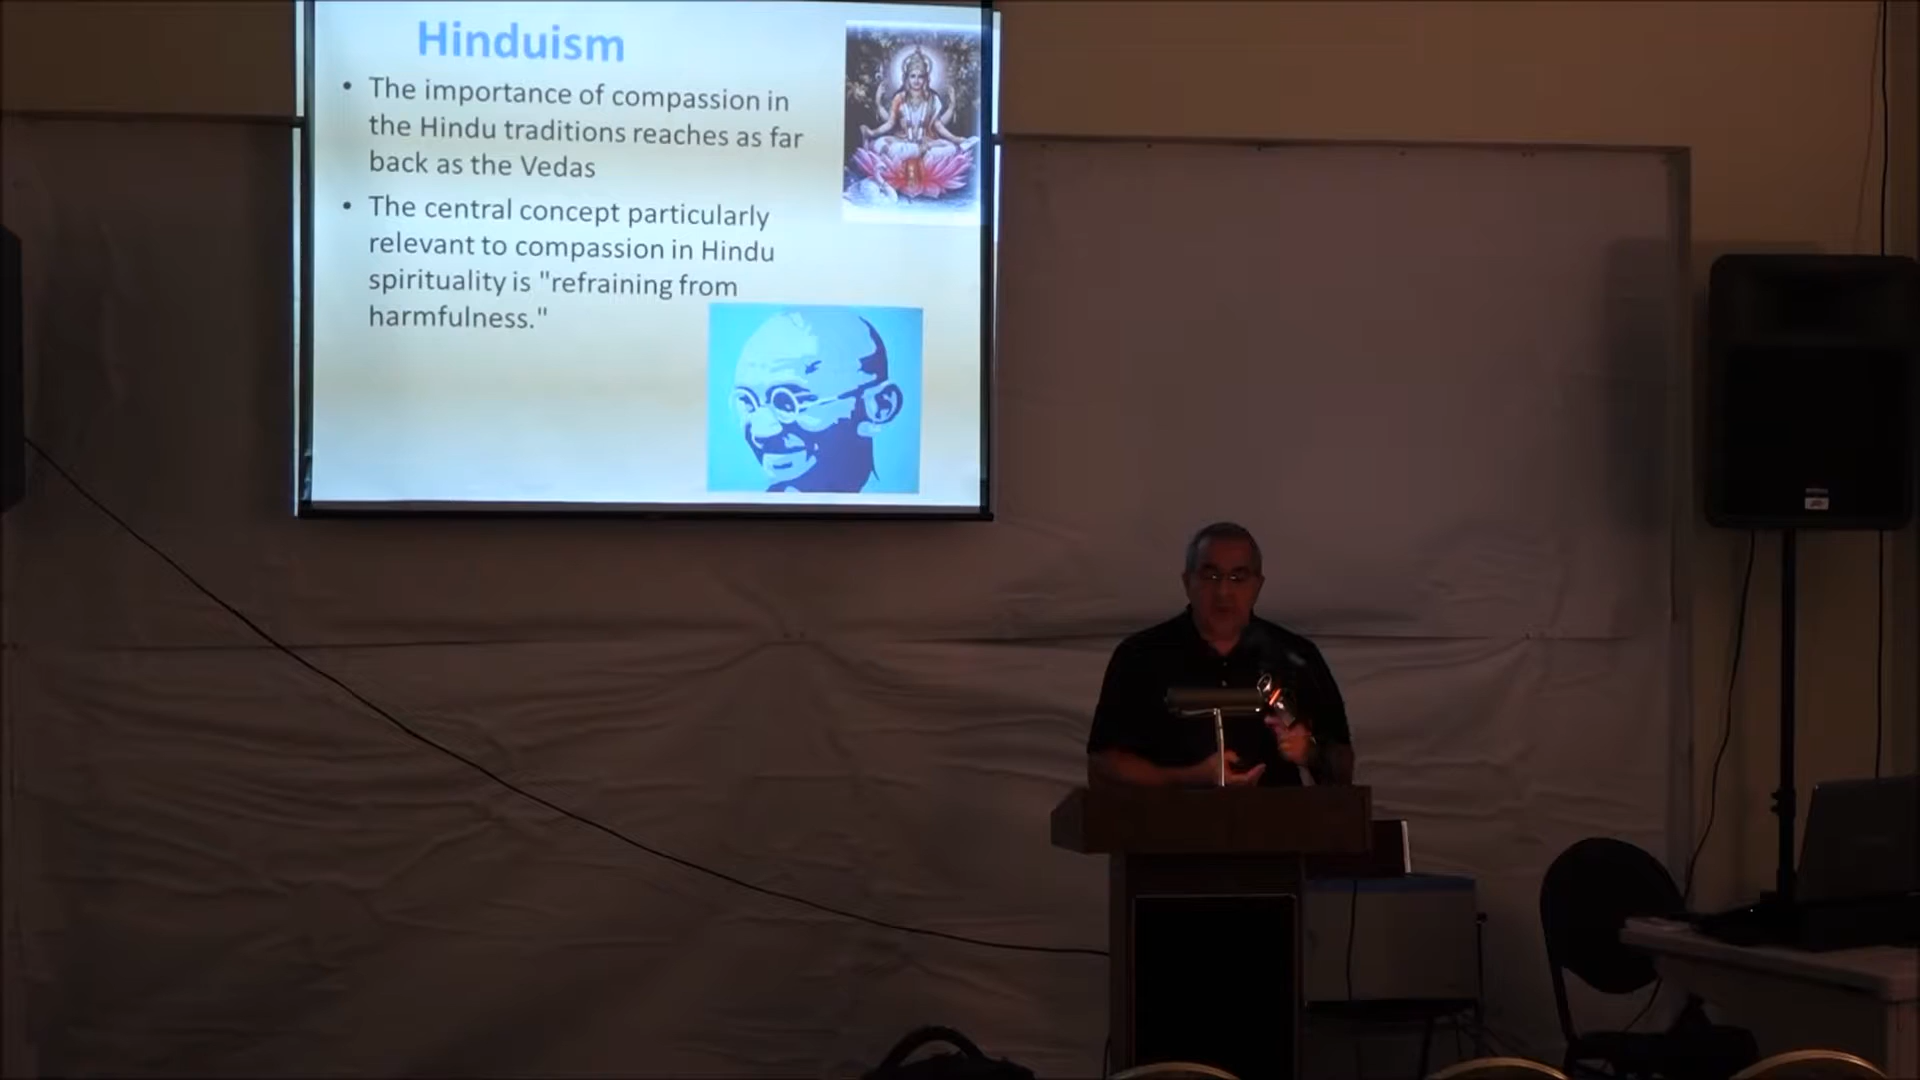 Hinduism
• The importance of compassion in
the Hindu traditions reaches as far
back as the Vedas
• The central concept particularly
relevant to compassion in Hindu
spirituality is "refraining from
harmfulness."